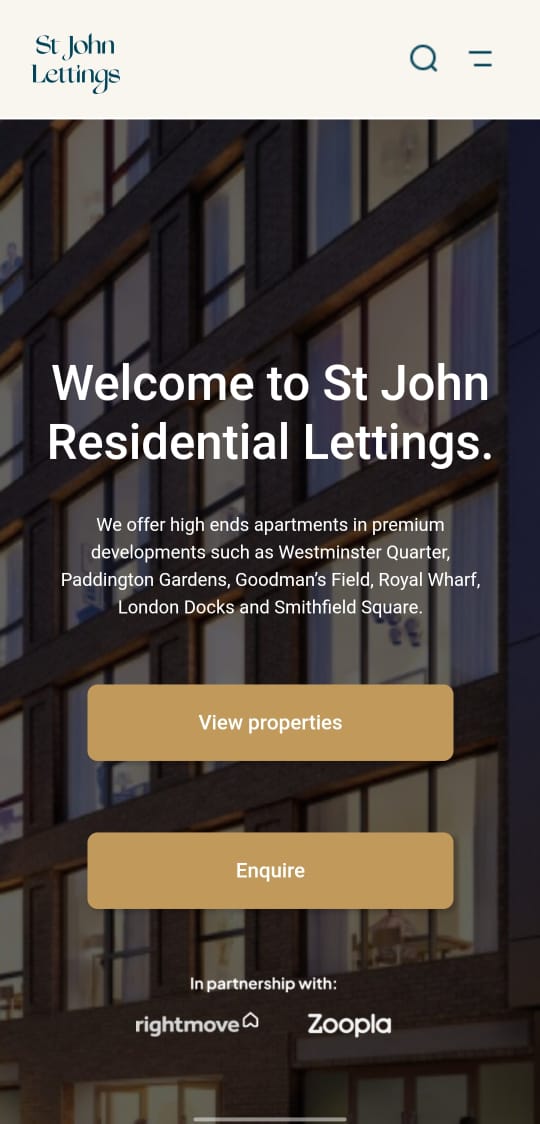 St John
Lettings
Welcome to St John
Residential Lettings.
We offer high ends apartments in premium
developments such as Westminster Quarter,
Paddington Gardens, Goodman’s Field, Royal Wharf,
London Docks and Smithfield Square.
View properties
Enquire
In partnership with:
rightmove
Zoopla